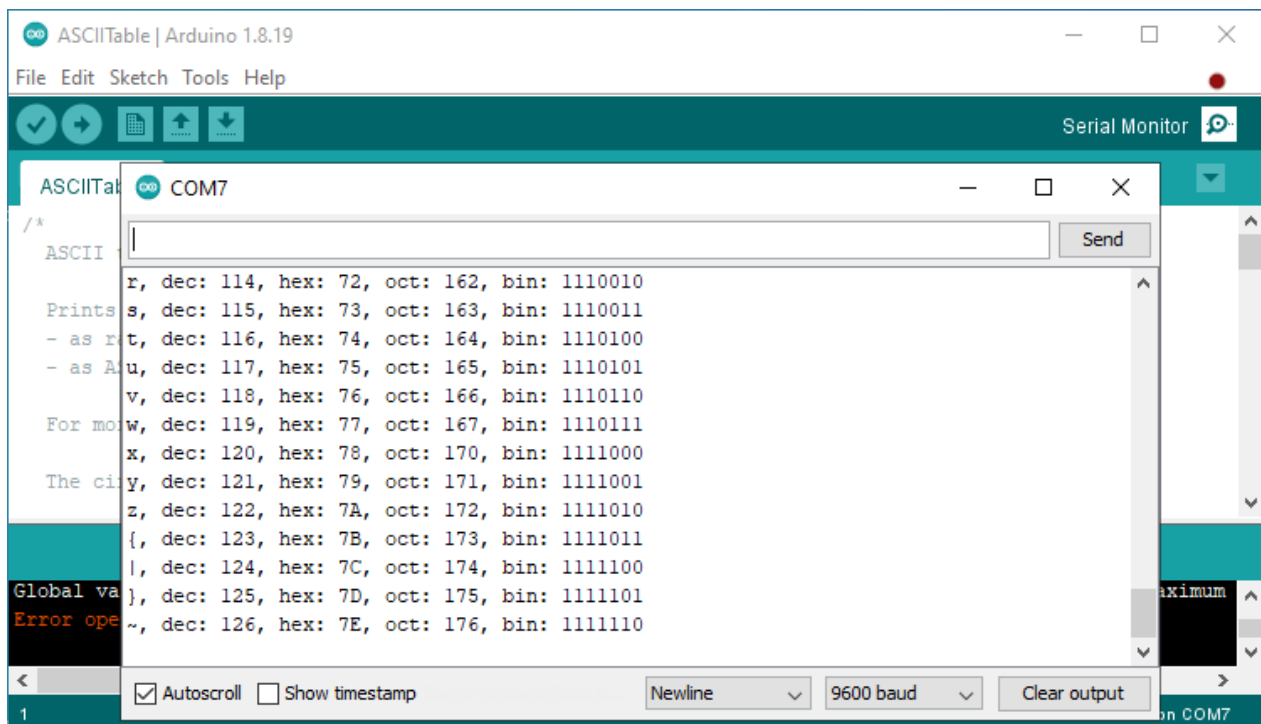 ASCIITable | Arduino 1.8.19
File Edit Sketch Tools Help
Serial Monitor
COM7
/*
ASCII
Send
r, dec: 114, hex: 72, oct: 162, bin: 1110010
Prints
s, dec: 115, hex: 73, oct: 163, bin: 1110011
- as
t, dec: 116, hex: 74, oct: 164, bin: 1110100
- as
u, dec: 117, hex: 75, oct: 165, bin: 1110101
v, dec: 118, hex: 76, oct: 166, bin: 1110110
For
w, dec: 119, hex: 77, oct: 167, bin: 1110111
x, dec: 120, hex: 78, oct: 170, bin: 1111000
The
y, dec: 121, hex: 79, oct: 171, bin: 1111001
z, dec: 122, hex: 7A, oct: 172, bin: 1111010
{, dec: 123, hex: 7B, oct: 173, bin: 1111011
|, dec: 124, hex: 7C, oct: 174, bin: 1111100
Global
}, dec: 125, hex: 7D, oct: 175, bin: 1111101
Error
~, dec: 126, hex: 7E, oct: 176, bin: 1111110
Autoscroll Show timestamp Newline 9600 baud Clear output
1 on COM7